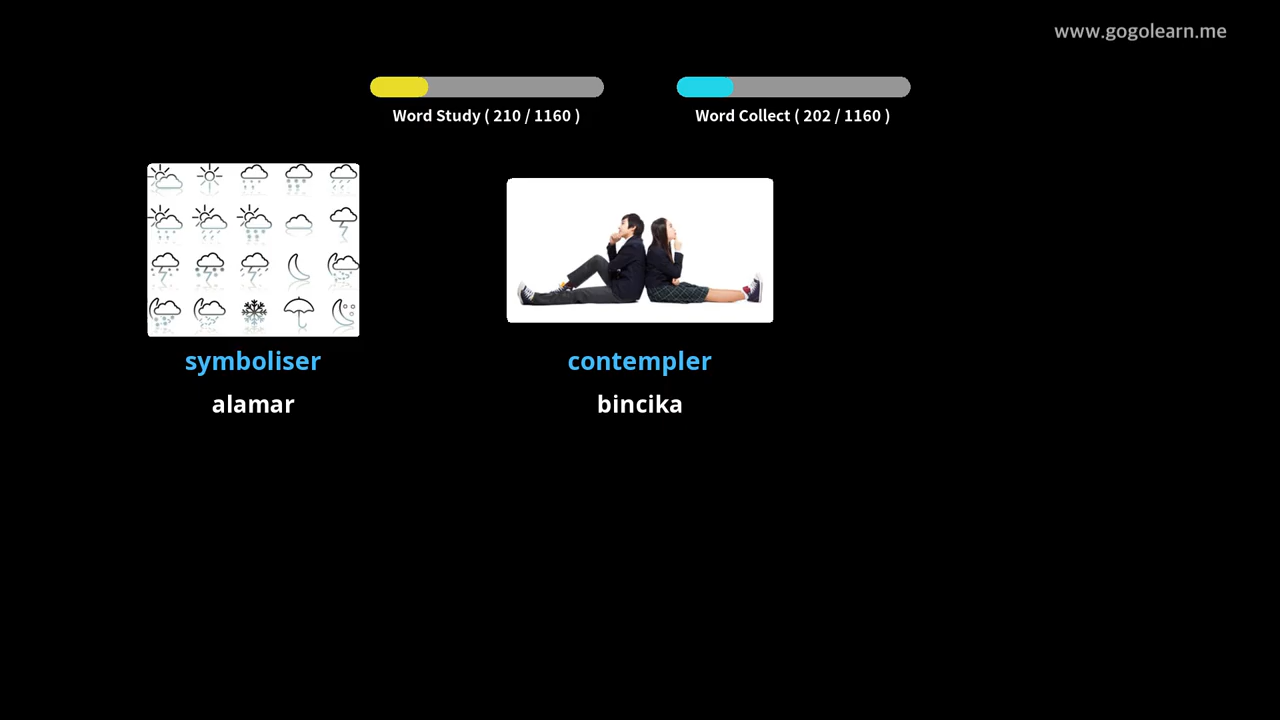 www.gogolearn.me
Word Study ( 210 / 1160 )
Word Collect ( 202 / 1160 )
symboliser
alamar
contempler
bincika